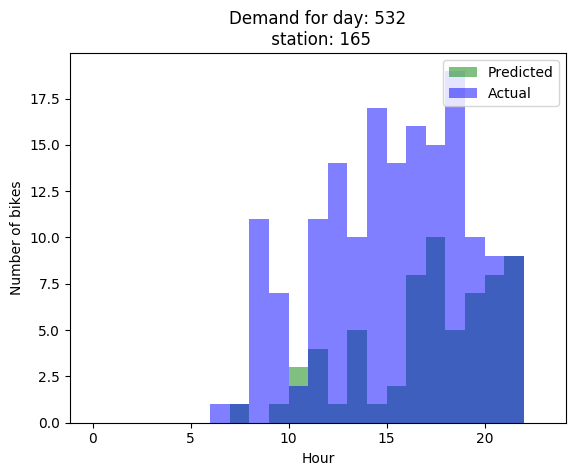 Demand for day: 532
station: 165
Predicted
Actual
Number of bikes
17.5
15.0
12.5
10.0
7.5
5.0
2.5
0.0
0
5
10
15
20
Hour